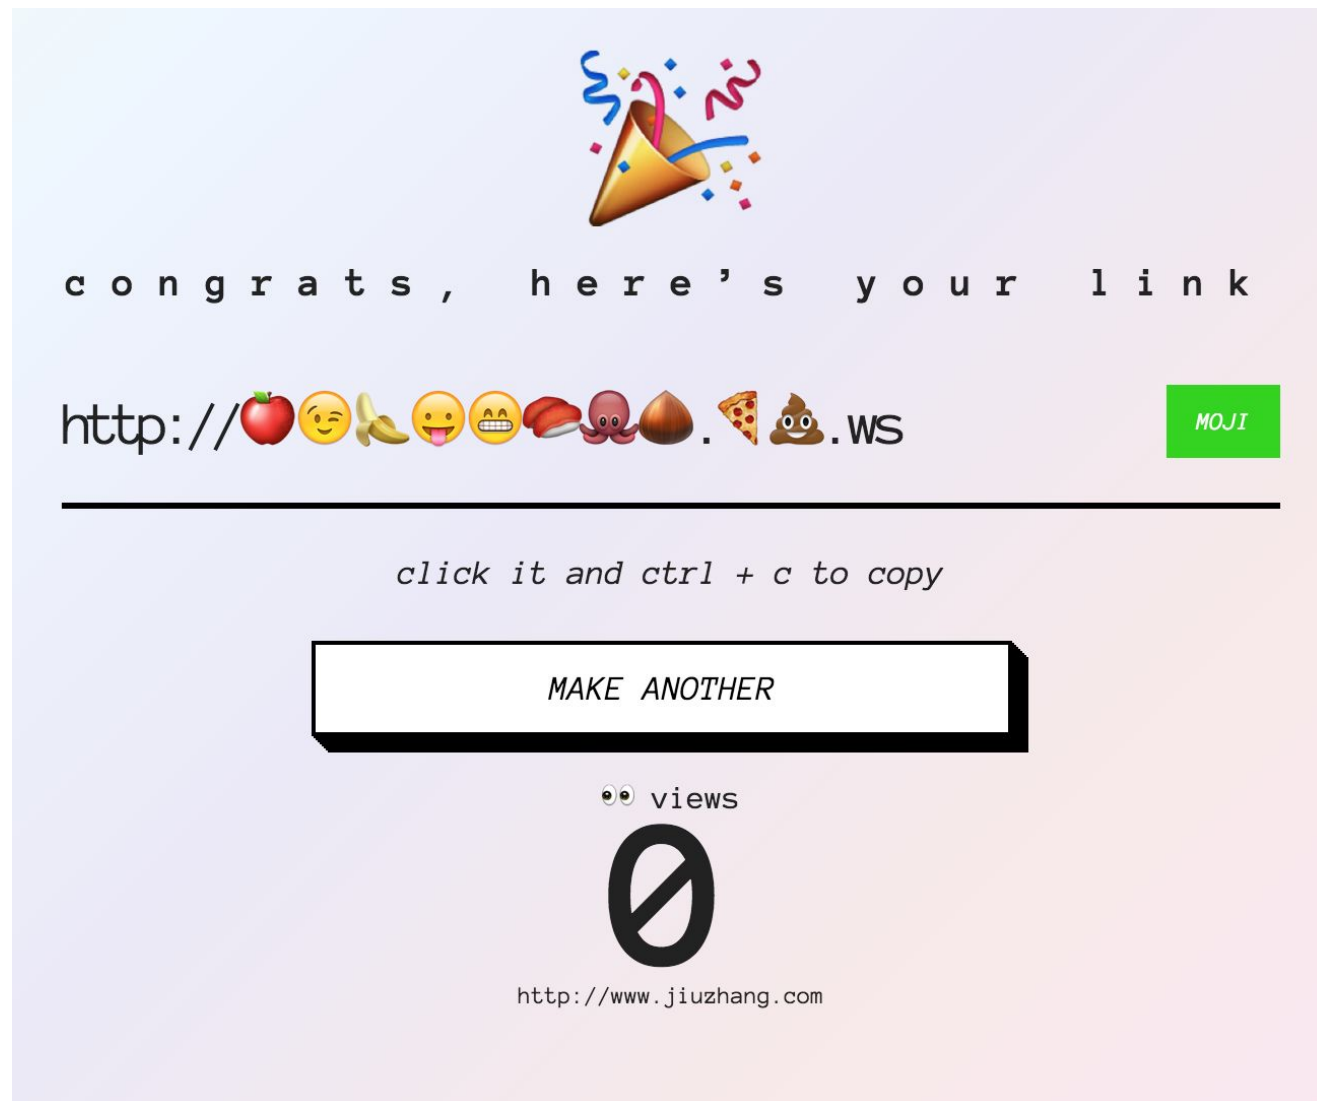 congrats, here’s your link
http://🍎😉🍌😛😁🍣🐙🌰.🍕💩.ws
MOJI
click it and ctrl + c to copy
MAKE ANOTHER
👀 views
0
http://www.jiuzhang.com